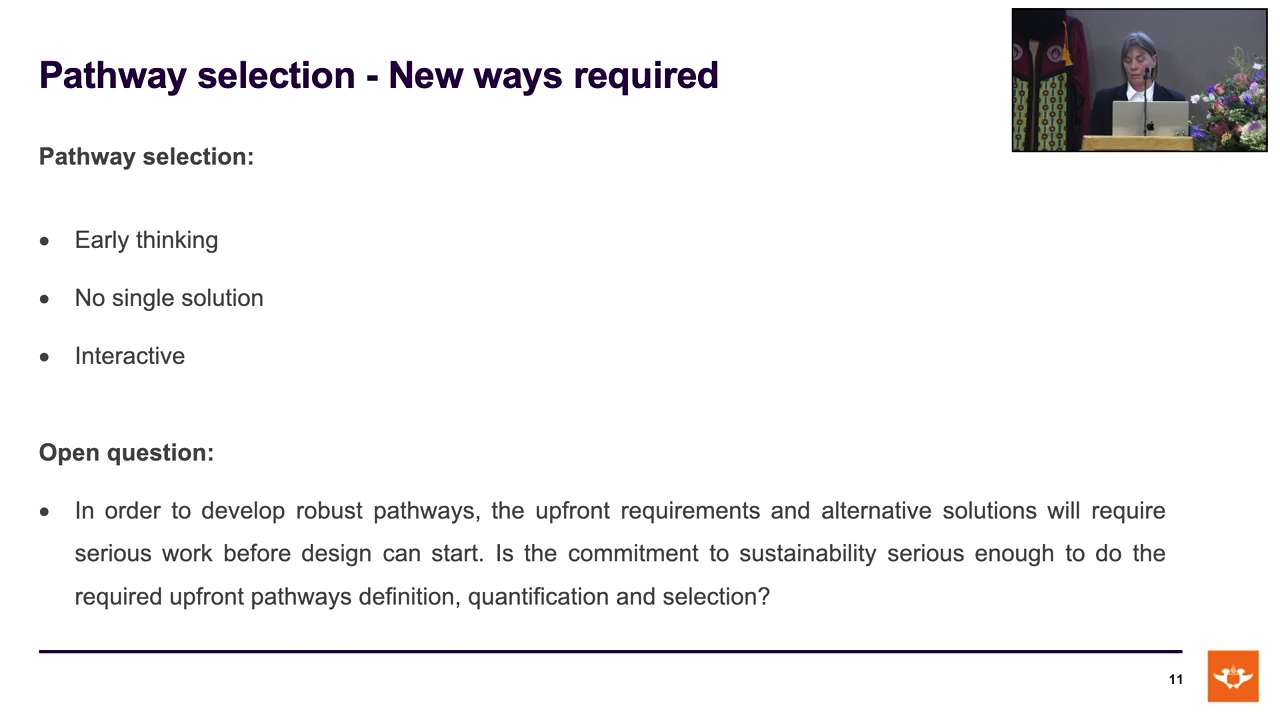 Pathway selection - New ways required
Pathway selection:
• Early thinking
• No single solution
• Interactive
Open question:
• In order to develop robust pathways, the upfront requirements and alternative solutions will require
serious work before design can start. Is the commitment to sustainability serious enough to do the
required upfront pathways definition, quantification and selection?
11